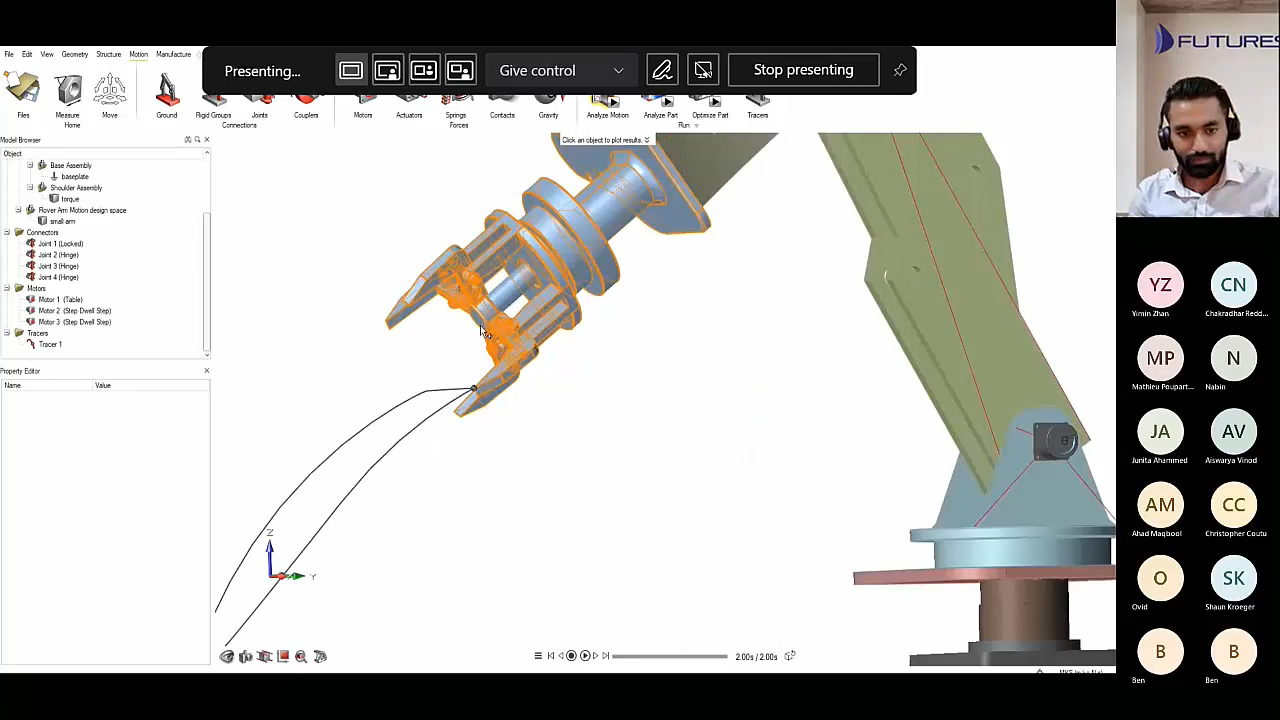 FUTURES
File Edit View Geometry Structure Motion Manufacture
Presenting...
Give control
Stop presenting
Files
Measure
Move
Ground
Rigid Groups
Joints
Couplers
Motors
Actuators
Springs
Contacts
Gravity
Analyze Motion
Analyze Part
Optimize Part
Tracers
Home
Connections
Forces
Run
Model Browser
Click an object to plot results.
Object
Base Assembly
baseplate
Shoulder Assembly
torque
Rover Arm Motion design space
small arm
Connectors
Joint 1 (Locked)
Joint 2 (Hinge)
Joint 3 (Hinge)
Joint 4 (Hinge)
Motors
Motor 1 (Table)
Motor 2 (Step Dwell Step)
Motor 3 (Step Dwell Step)
Tracers
Tracer 1
Property Editor
Name Value
Z
Y
2.00s / 2.00s
YZ
CN
Yimin Zhan
Chakradhar Redd...
MP
N
Mathieu Poupart...
Nabin
JA
AV
Junita Ahammed
Aiswarya Vinod
AM
CC
Ahad Maqbool
Christopher Coutu
O
SK
Ovid
Shaun Kroeger
B
B
Ben
Ben